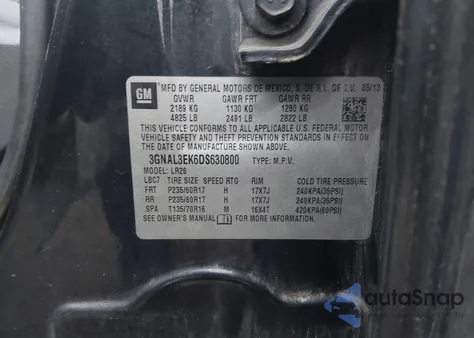 GM
MFD BY GENERAL MOTORS DE MEXICO, S. DE R.L. DE C.V. 05/13
GVWR GAWR FRT GAWR RR
2189 KG 1130 KG 1280 KG
4825 LB 2491 LB 2822 LB
THIS VEHICLE CONFORMS TO ALL APPLICABLE U.S. FEDERAL
MOTOR VEHICLE SAFETY AND THEFT PREVENTION STANDARDS IN EFFECT ON
THE DATE OF MANUFACTURE SHOWN ABOVE.
3GNAL3EK6DS630800 TYPE: M.P.V.
MODEL: LR26
LBC7 TIRE SIZE SPEED RTG RIM COLD TIRE PRESSURE
FRT P235/60R17 H 17X7J 240KPA(35PSI)
RR P235/60R17 H 17X7J 240KPA(35PSI)
SPA T135/70R16 M 16X4T 420KPA(60PSI)
SEE OWNER'S MANUAL FOR MORE INFORMATION.
autoSnap